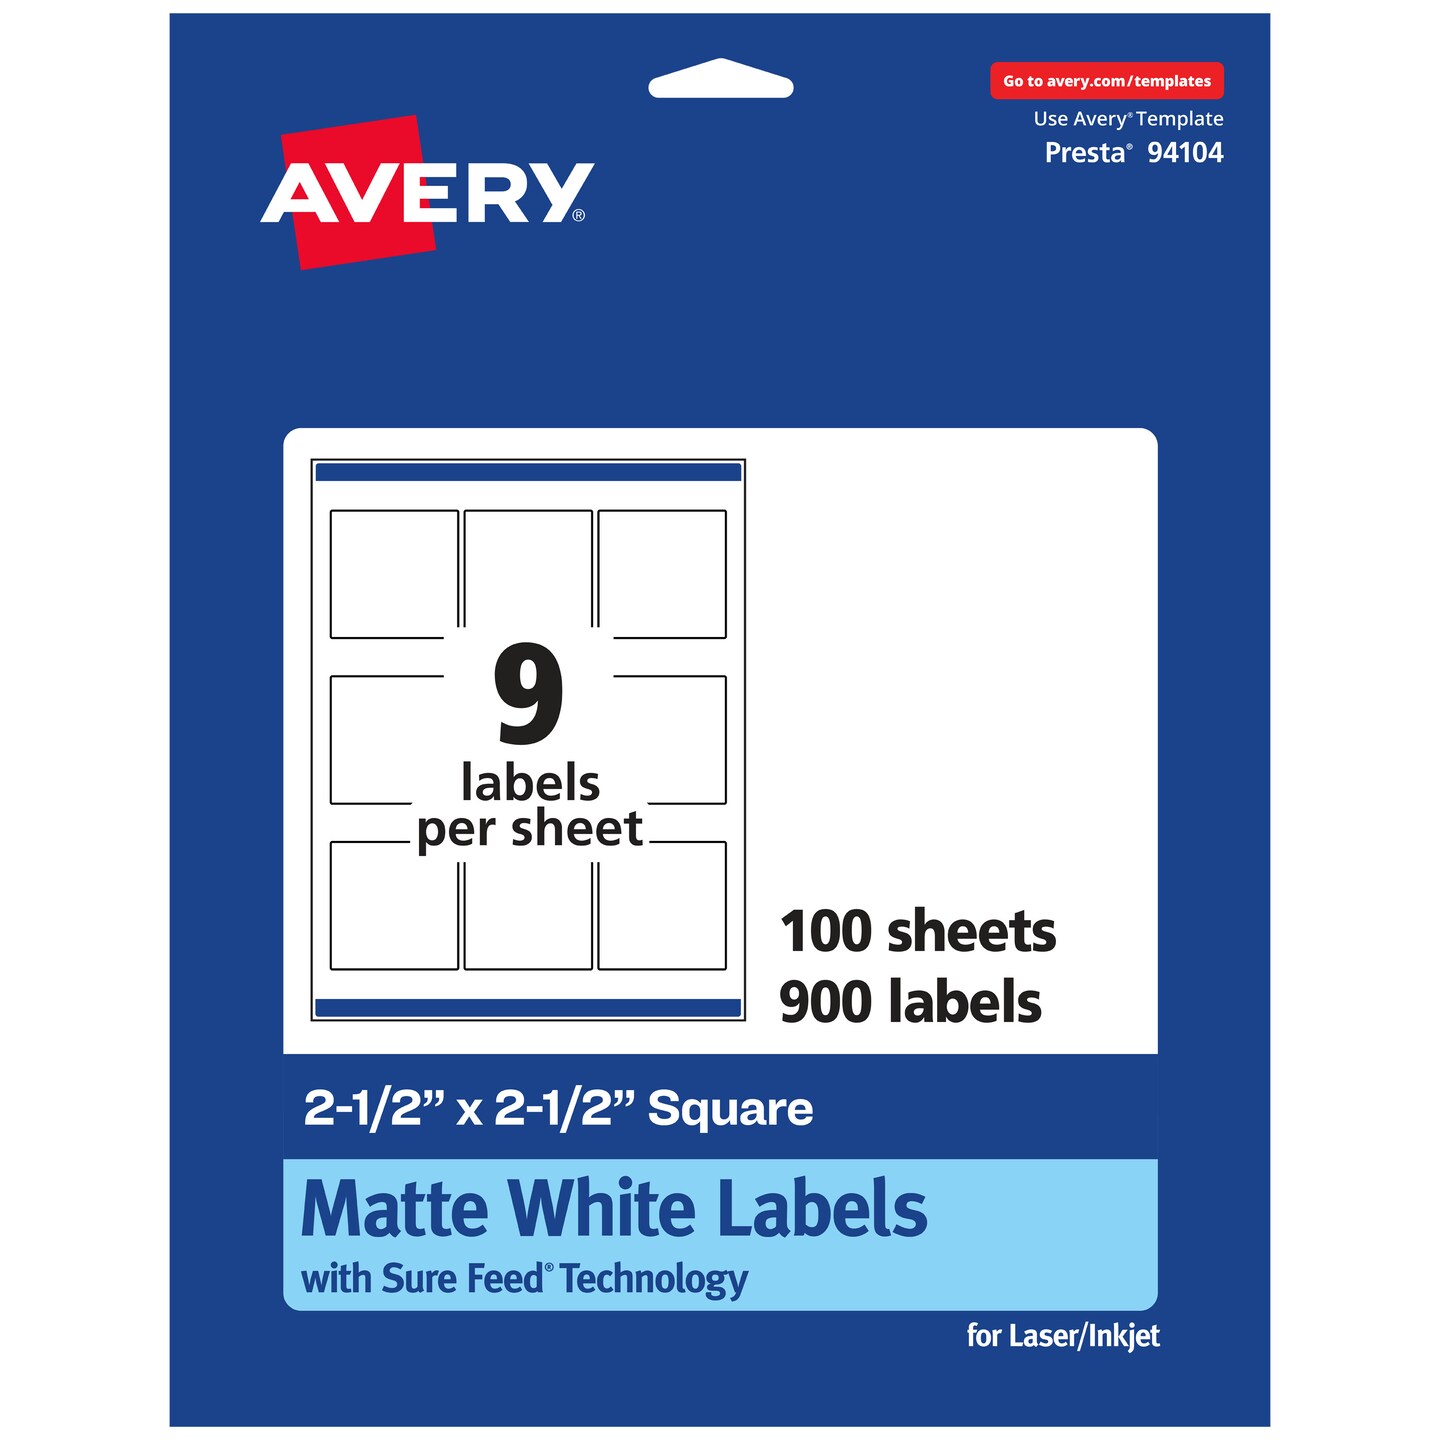 Go to avery.com/templates
Use Avery® Template
Presta® 94104
AVERY®
9
labels
per sheet
100 sheets
900 labels
2-1/2” x 2-1/2” Square
Matte White Labels
with Sure Feed® Technology
for Laser/Inkjet